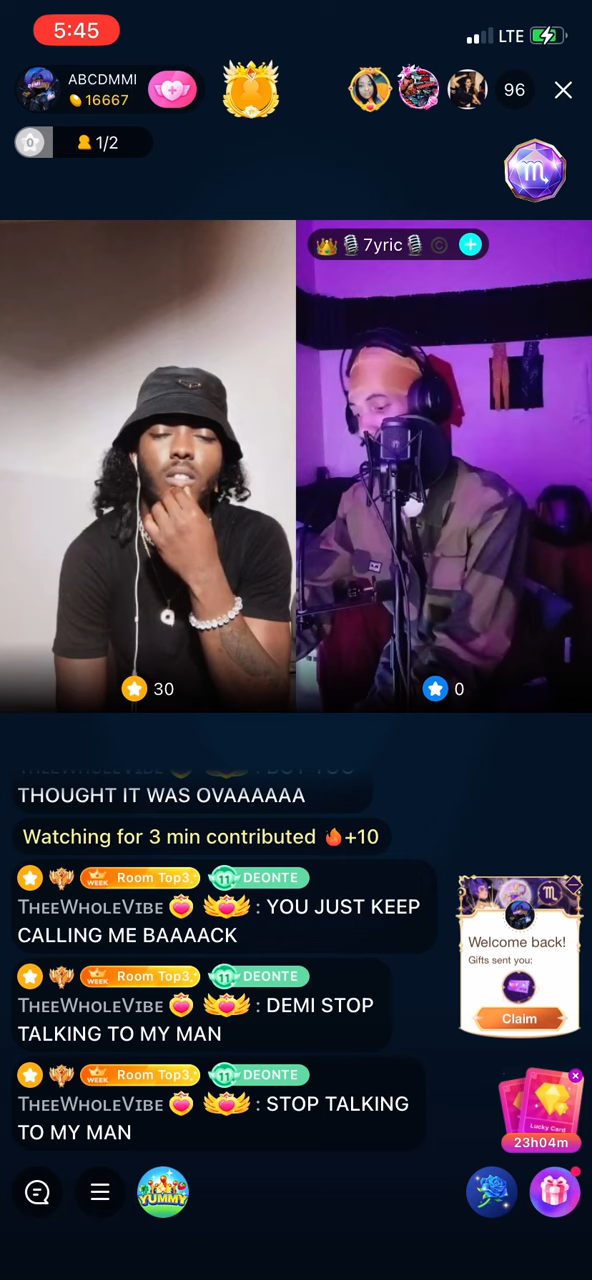 5:45
LTE
ABCDMMI
16667
96
0
1/2
7yric ©
30
0
THOUGHT IT WAS OVAAAAAA
Watching for 3 min contributed 🔥+10
WEEK Room Top3 11 DEONTE
THEEWHOLEVIBE : YOU JUST KEEP
CALLING ME BAAAACK
WEEK Room Top3 11 DEONTE
THEEWHOLEVIBE : DEMI STOP
TALKING TO MY MAN
WEEK Room Top3 11 DEONTE
THEEWHOLEVIBE : STOP TALKING
TO MY MAN
Welcome back!
Gifts sent you:
Claim
Lucky Card
23h04m
YUMMY